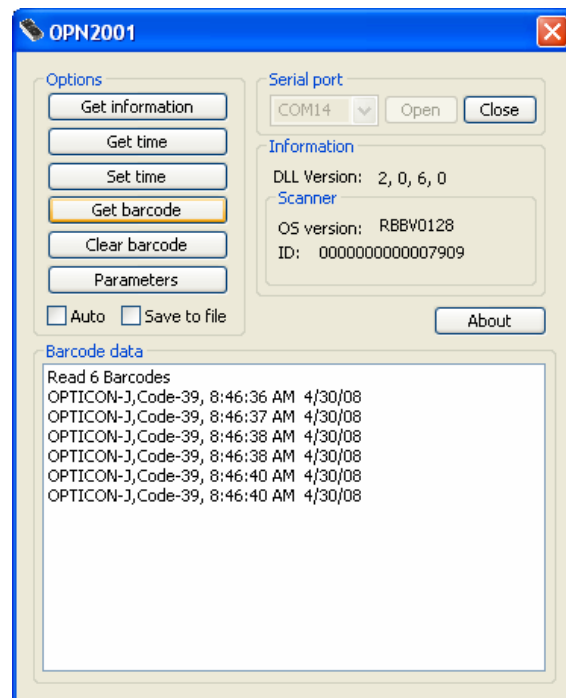 OPN2001
Options
Get information
Get time
Set time
Get barcode
Clear barcode
Parameters
Auto
Save to file
Serial port
COM14
Open
Close
Information
DLL Version: 2, 0, 6, 0
Scanner
OS version: RBBV0128
ID: 0000000000007909
About
Barcode data
Read 6 Barcodes
OPTICON-J,Code-39, 8:46:36 AM 4/30/08
OPTICON-J,Code-39, 8:46:37 AM 4/30/08
OPTICON-J,Code-39, 8:46:38 AM 4/30/08
OPTICON-J,Code-39, 8:46:38 AM 4/30/08
OPTICON-J,Code-39, 8:46:40 AM 4/30/08
OPTICON-J,Code-39, 8:46:40 AM 4/30/08